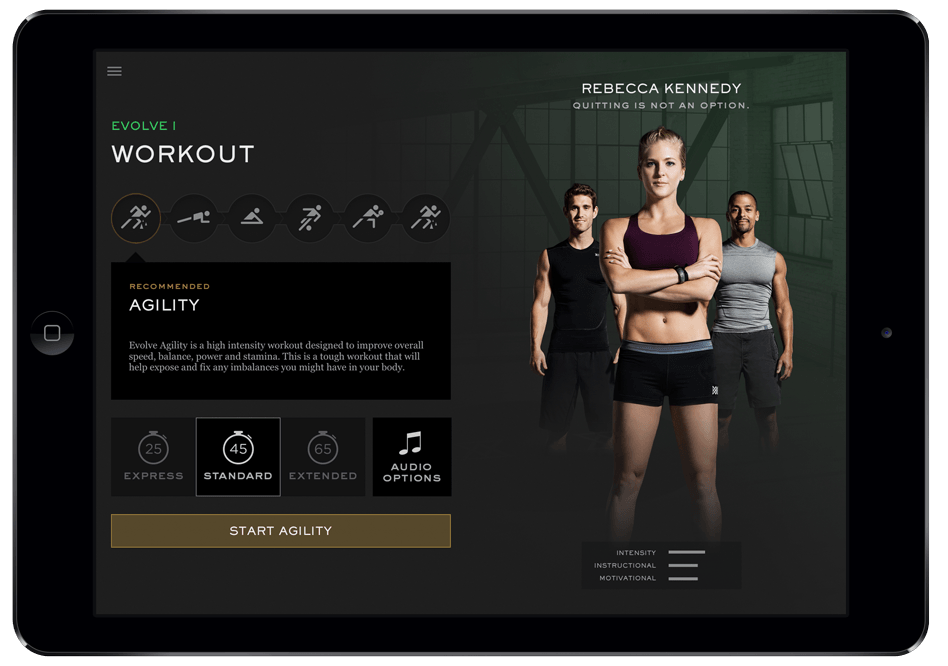 REBECCA KENNEDY
QUITTING IS NOT AN OPTION.
EVOLVE I
WORKOUT
RECOMMENDED
AGILITY
Evolve Agility is a high intensity workout designed to improve overall
speed, balance, power and stamina. This is a tough workout that will
help expose and fix any imbalances you might have in your body.
25
EXPRESS
45
STANDARD
65
EXTENDED
AUDIO
OPTIONS
START AGILITY
INTENSITY
INSTRUCTIONAL
MOTIVATIONAL